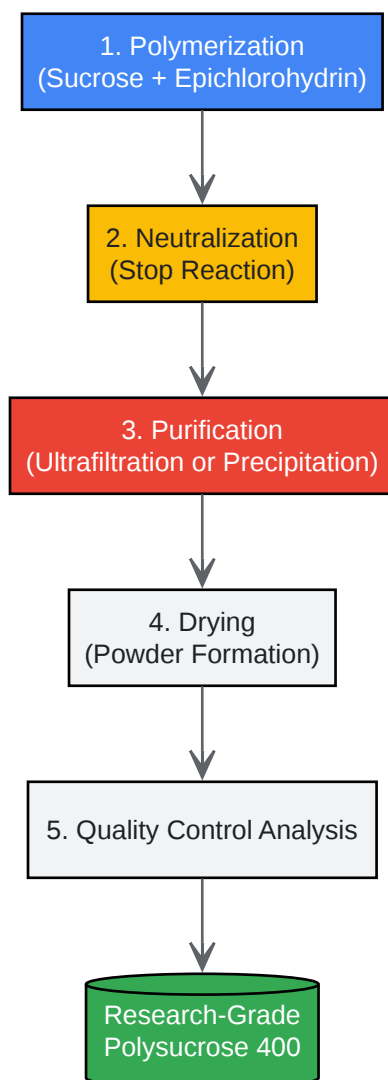 1. Polymerization
(Sucrose + Epichlorohydrin)
2. Neutralization
(Stop Reaction)
3. Purification
(Ultrafiltration or Precipitation)
4. Drying
(Powder Formation)
5. Quality Control Analysis
Research-Grade
Polysucrose 400